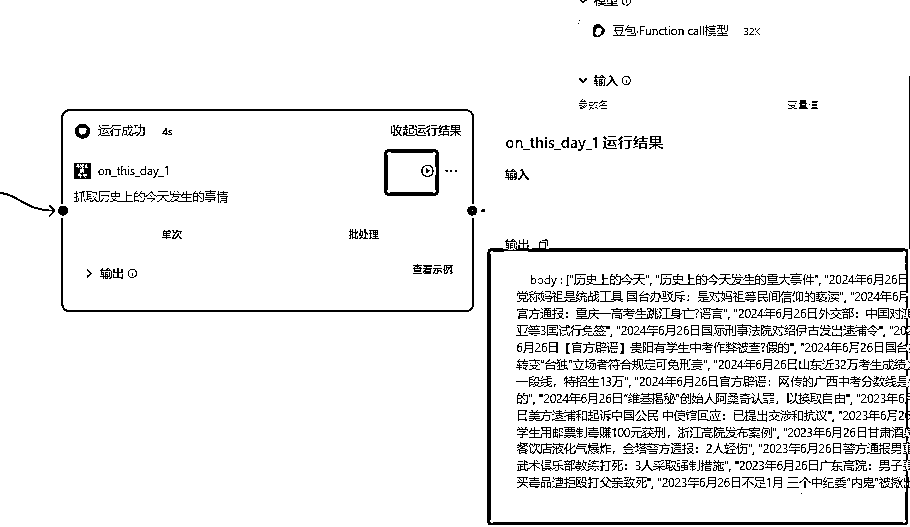 模型
豆包·Function call模型 32K
输入
参数名 变量值
运行成功 4s 收起运行结果
on_this_day_1
抓取历史上的今天发生的事情
单次 批处理
输出 查看示例
on_this_day_1 运行结果
输入
输出
body : ["历史上的今天", "历史上的今天发生的重大事件", "2024年6月26日
党称妈祖是统战工具 国台办驳斥：是对妈祖等民间信仰的亵渎", "2024年6月
官方通报：重庆一高考生跳江身亡?谣言", "2024年6月26日外交部：中国对
亚等3国试行免签", "2024年6月26日国际刑事法院对绍伊古发出逮捕令", "202
6月26日【官方辟谣】贵阳有学生中考作弊被查?假的", "2024年6月26日国台
转变“台独”立场者符合规定可免刑责", "2024年6月26日山东近32万考生成绩
一段线，特招生13万", "2024年6月26日官方辟谣：网传的广西中考分数线是
的", "2024年6月26日“维基揭秘”创始人阿桑奇认罪，以换取自由", "2023年6月
日美方逮捕和起诉中国公民 中使馆回应：已提出交涉和抗议", "2023年6月26
学生用邮票制毒赚100元获刑，浙江高院发布案例", "2023年6月26日甘肃酒
餐饮店液化气爆炸，金塔警方通报：2人轻伤", "2023年6月26日警方通报男
武术俱乐部教练打死：3人采取强制措施", "2023年6月26日广东高院：男子
买毒品遭拒殴打父亲致死", "2023年6月26日不足1月 三个中纪委“内鬼”被揪